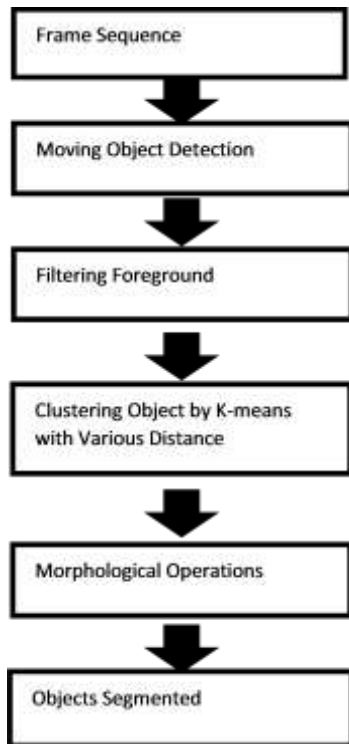 Frame Sequence
Moving Object Detection
Filtering Foreground
Clustering Object by K-means
with Various Distance
Morphological Operations
Objects Segmented